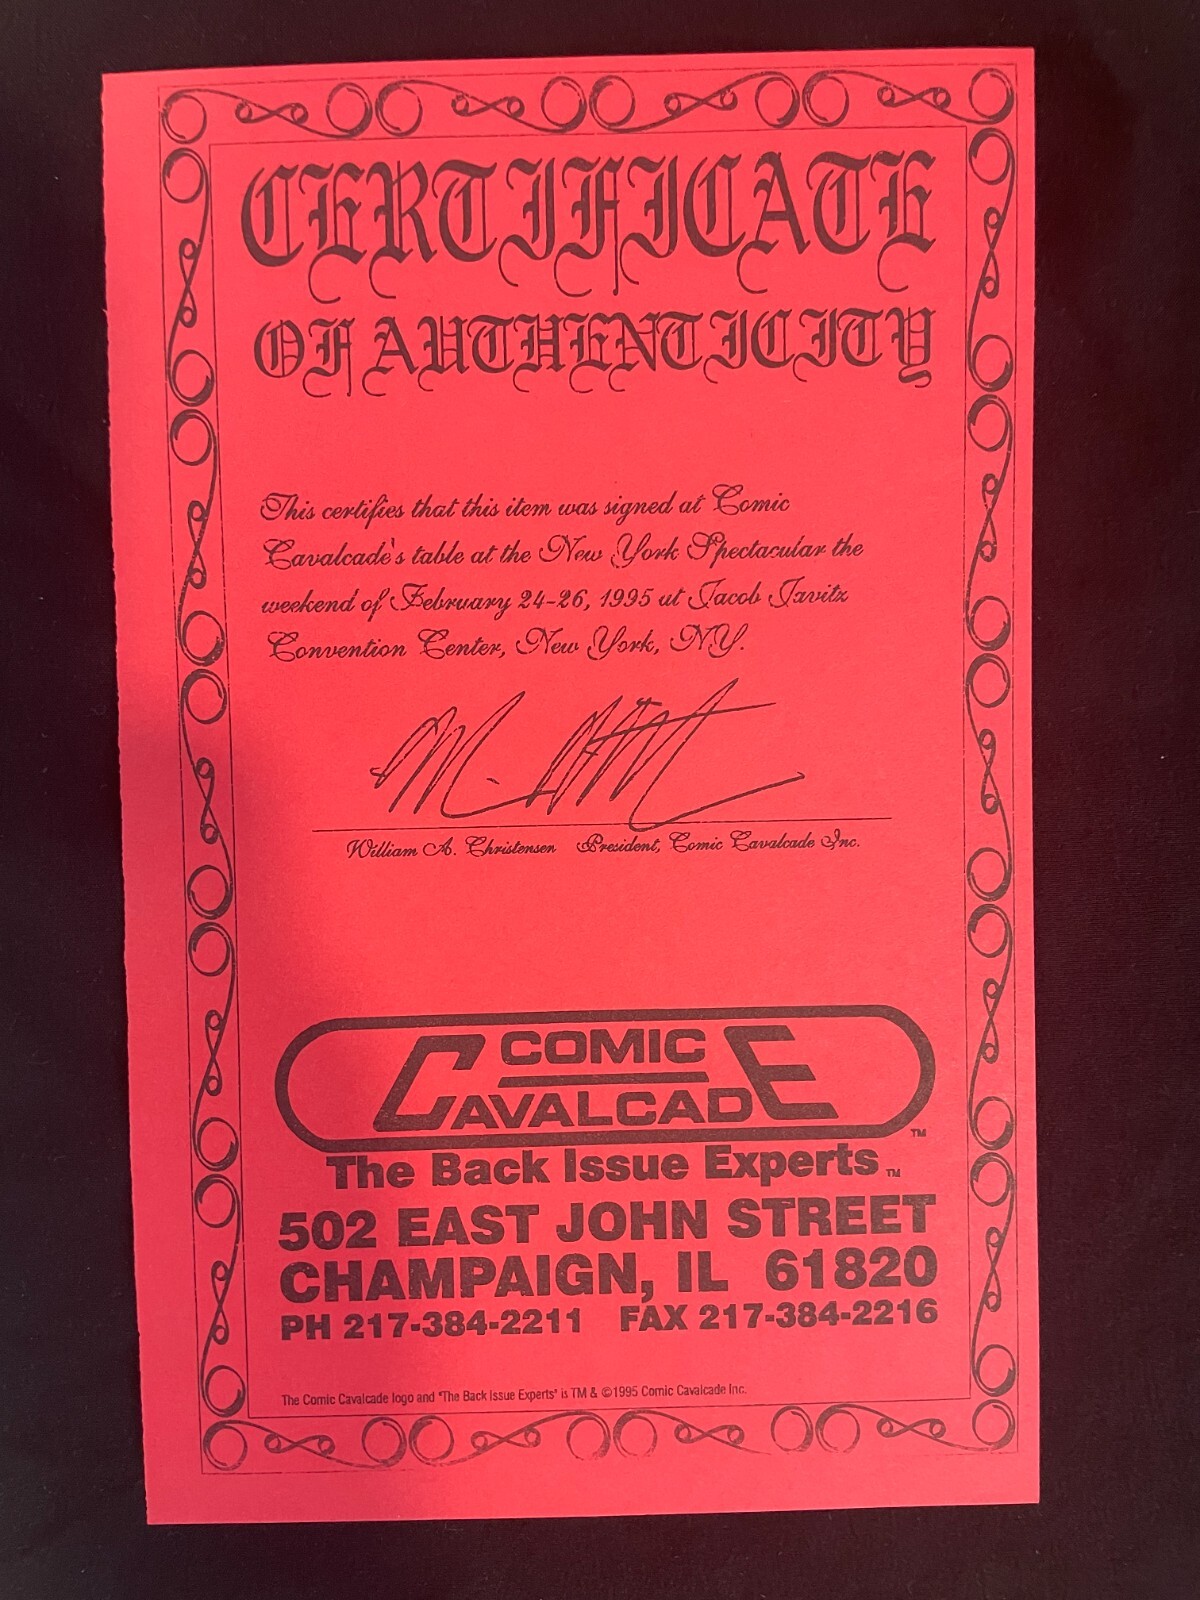 CERTIFICATE
OF AUTHENTICITY
This certifies that this item was signed at Comic
Cavalcade's table at the New York Spectacular the
weekend of February 24-26, 1995 at Jacob Javitz
Convention Center, New York, NY.
William A. Christensen President, Comic Cavalcade Inc.
COMIC
CAVALCADE
TM
The Back Issue Experts TM
502 EAST JOHN STREET
CHAMPAIGN, IL 61820
PH 217-384-2211 FAX 217-384-2216
The Comic Cavalcade logo and "The Back Issue Experts" is TM & ©1995 Comic Cavalcade Inc.